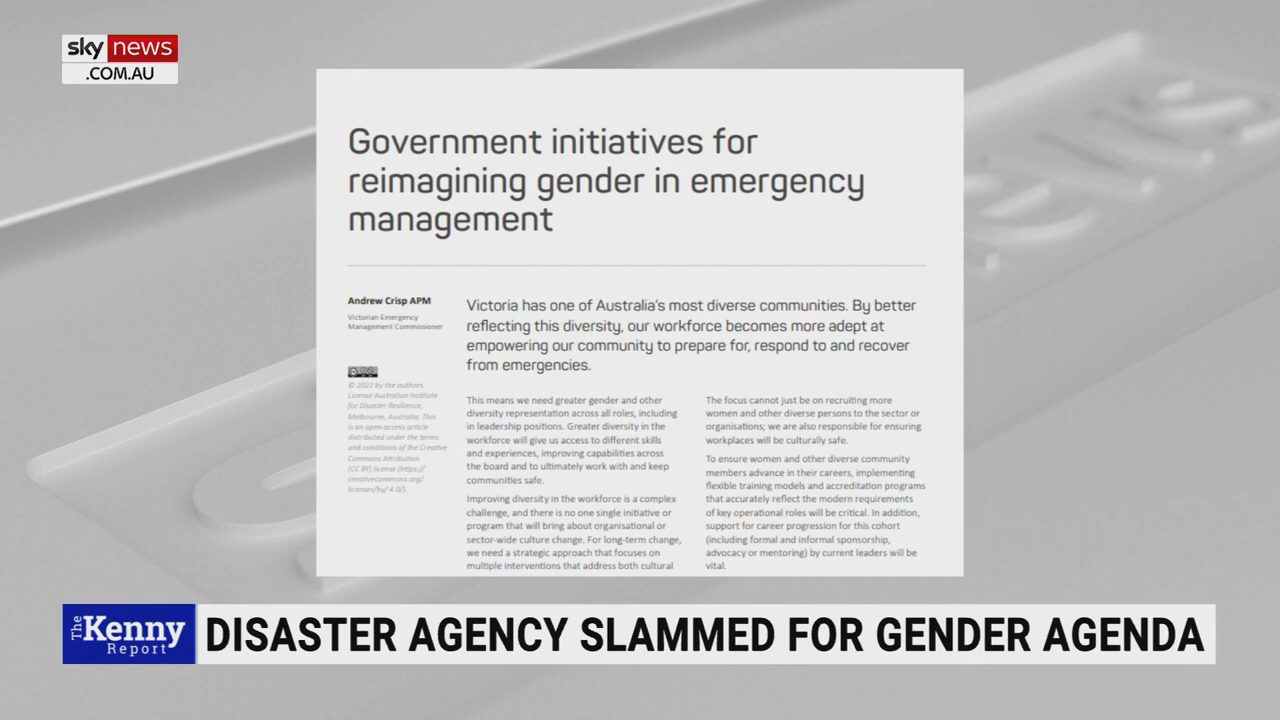 sky news
.COM.AU
Government initiatives for
reimagining gender in emergency
management
Andrew Crisp APM
Victorian Emergency
Management Commissioner
© 2022 by the authors.
License Australian Institute
for Disaster Resilience,
Melbourne, Australia. This
is an open access article
distributed under the terms
and conditions of the Creative
Commons Attribution
(CC BY) license (https://
creativecommons.org/
licenses/by/ 4.0/).
Victoria has one of Australia's most diverse communities. By better
reflecting this diversity, our workforce becomes more adept at
empowering our community to prepare for, respond to and recover
from emergencies.
This means we need greater gender and other
diversity representation across all roles, including
in leadership positions. Greater diversity in the
workforce will give us access to different skills
and experiences, improving capabilities across
the board and to ultimately work with and keep
communities safe.
Improving diversity in the workforce is a complex
challenge, and there is no one single initiative or
program that will bring about organisational or
sector-wide culture change. For long-term change,
we need a strategic approach that focuses on
multiple interventions that address both cultural
The focus cannot just be on recruiting more
women and other diverse persons to the sector or
organisations; we are also responsible for ensuring
workplaces will be culturally safe.
To ensure women and other diverse community
members advance in their careers, implementing
flexible training models and accreditation programs
that accurately reflect the modern requirements
of key operational roles will be critical. In addition,
support for career progression for this cohort
(including formal and informal sponsorship,
advocacy or mentoring) by current leaders will be
vital.
The Kenny Report
DISASTER AGENCY SLAMMED FOR GENDER AGENDA